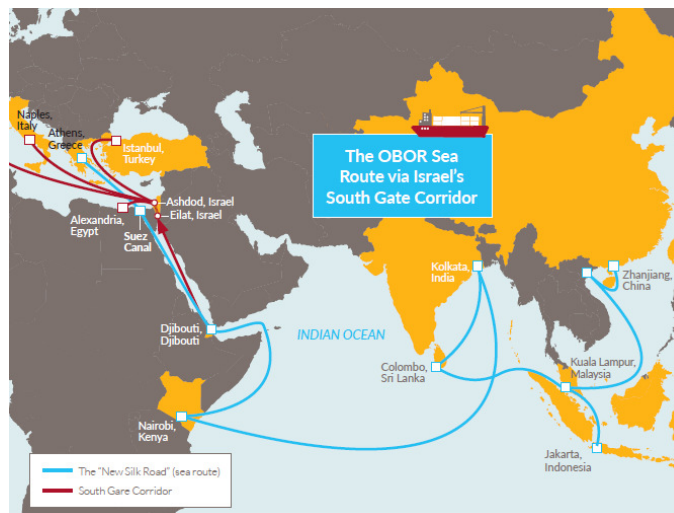 Naples,
Italy
Athens,
Greece
Istanbul,
Turkey
The OBOR Sea
Route via Israel's
South Gate Corridor
Ashdod, Israel
Eilat, Israel
Alexandria,
Egypt
Suez
Canal
Kolkata,
India
Zhanjiang,
China
Djibouti,
Djibouti
INDIAN OCEAN
Colombo,
Sri Lanka
Kuala Lampur,
Malaysia
Nairobi,
Kenya
Jakarta,
Indonesia
The "New Silk Road" (sea route)
South Gare Corridor